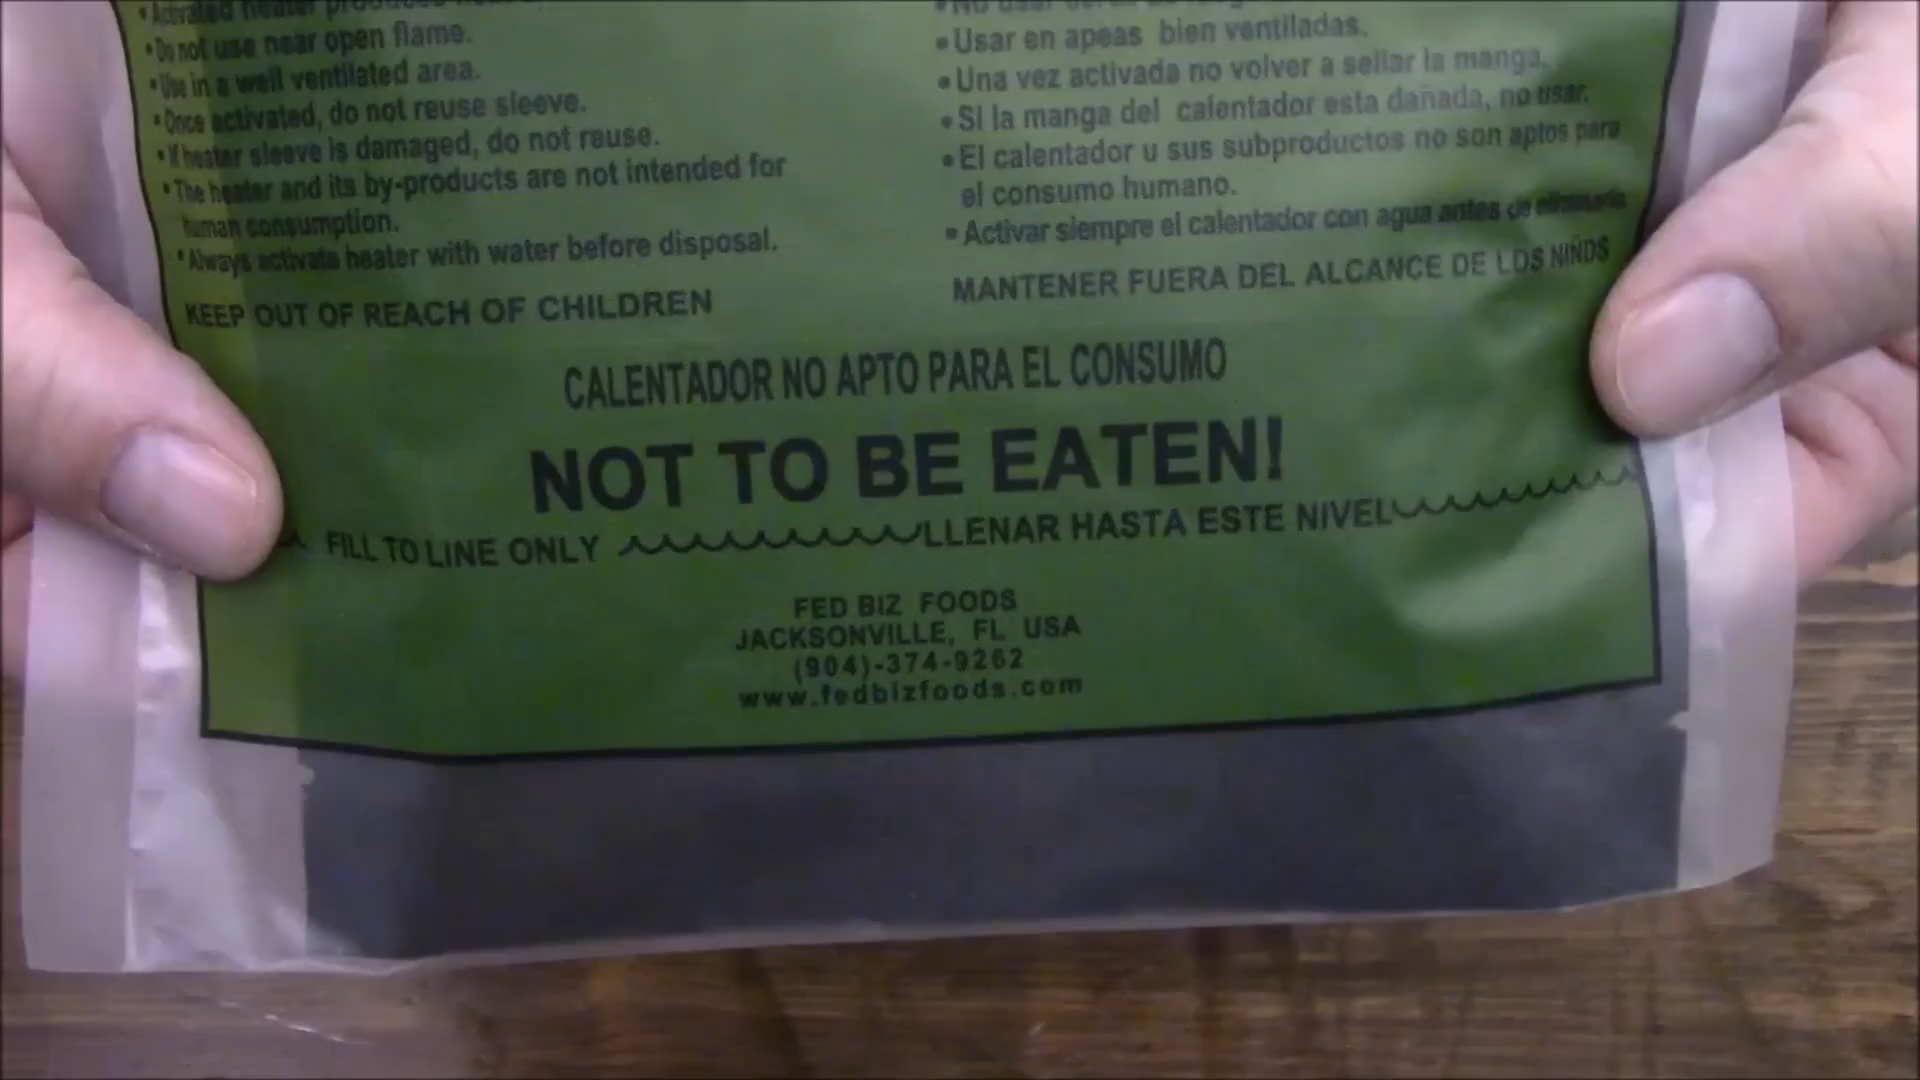 •Activated heater produces
•Do not use near open flame.
•Use in a well ventilated area.
•Once activated, do not reuse sleeve.
•If heater sleeve is damaged, do not reuse.
•The heater and its by-products are not intended for
human consumption.
•Always activate heater with water before disposal.
KEEP OUT OF REACH OF CHILDREN
•No usar
•Usar en apeas bien ventiladas.
•Una vez activada no volver a sellar la manga.
•Si la manga del calentador esta dañada, no usar.
•El calentador u sus subproductos no son aptos para
el consumo humano.
•Activar siempre el calentador con agua antes de eliminarlo
MANTENER FUERA DEL ALCANCE DE LOS NIÑOS
CALENTADOR NO APTO PARA EL CONSUMO
NOT TO BE EATEN!
FILL TO LINE ONLY LLENAR HASTA ESTE NIVEL
FED BIZ FOODS
JACKSONVILLE, FL USA
(904)-374-9262
www.fedbizfoods.com